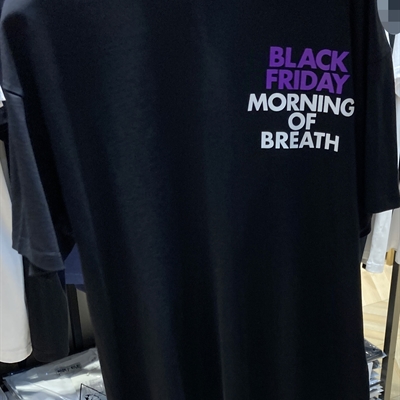 BLACK
FRIDAY
MORNING
OF
BREATH